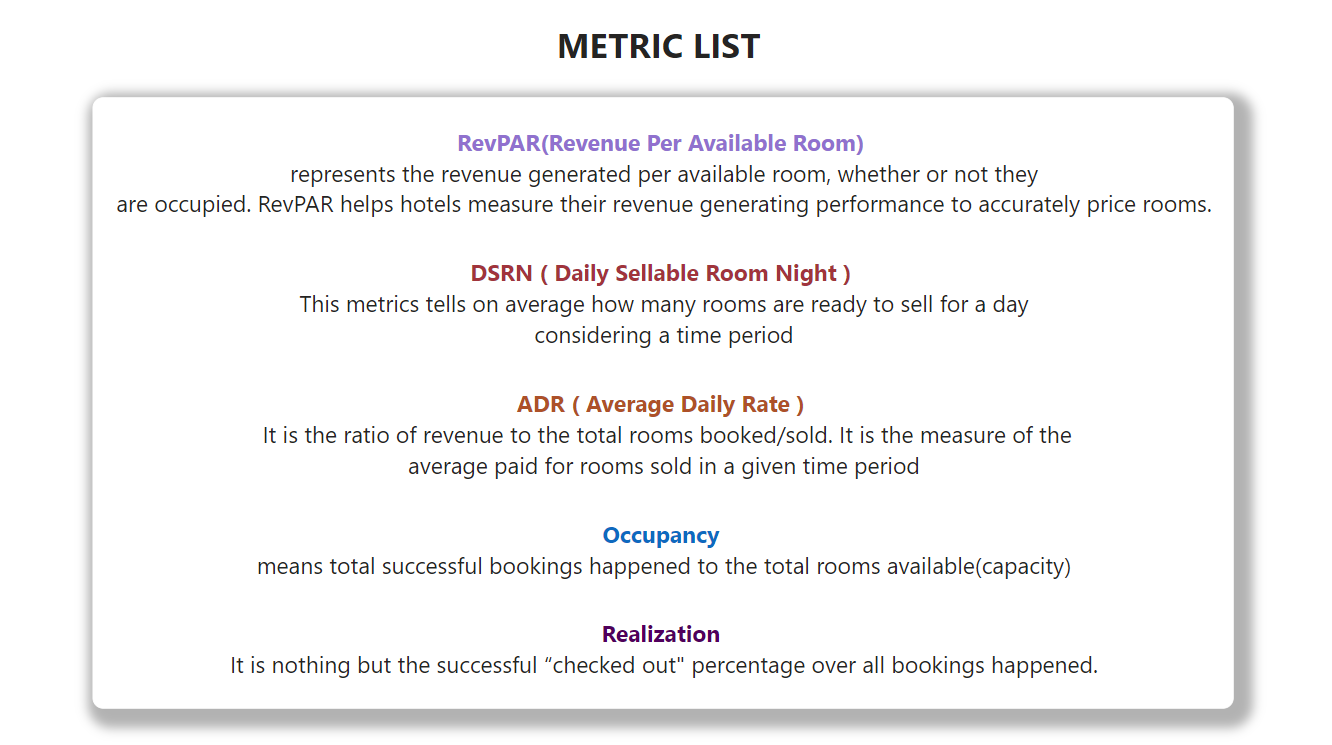 METRIC LIST
RevPAR(Revenue Per Available Room)
represents the revenue generated per available room, whether or not they
are occupied. RevPAR helps hotels measure their revenue generating performance to accurately price rooms.
DSRN ( Daily Sellable Room Night )
This metrics tells on average how many rooms are ready to sell for a day
considering a time period
ADR ( Average Daily Rate )
It is the ratio of revenue to the total rooms booked/sold. It is the measure of the
average paid for rooms sold in a given time period
Occupancy
means total successful bookings happened to the total rooms available(capacity)
Realization
It is nothing but the successful “checked out" percentage over all bookings happened.